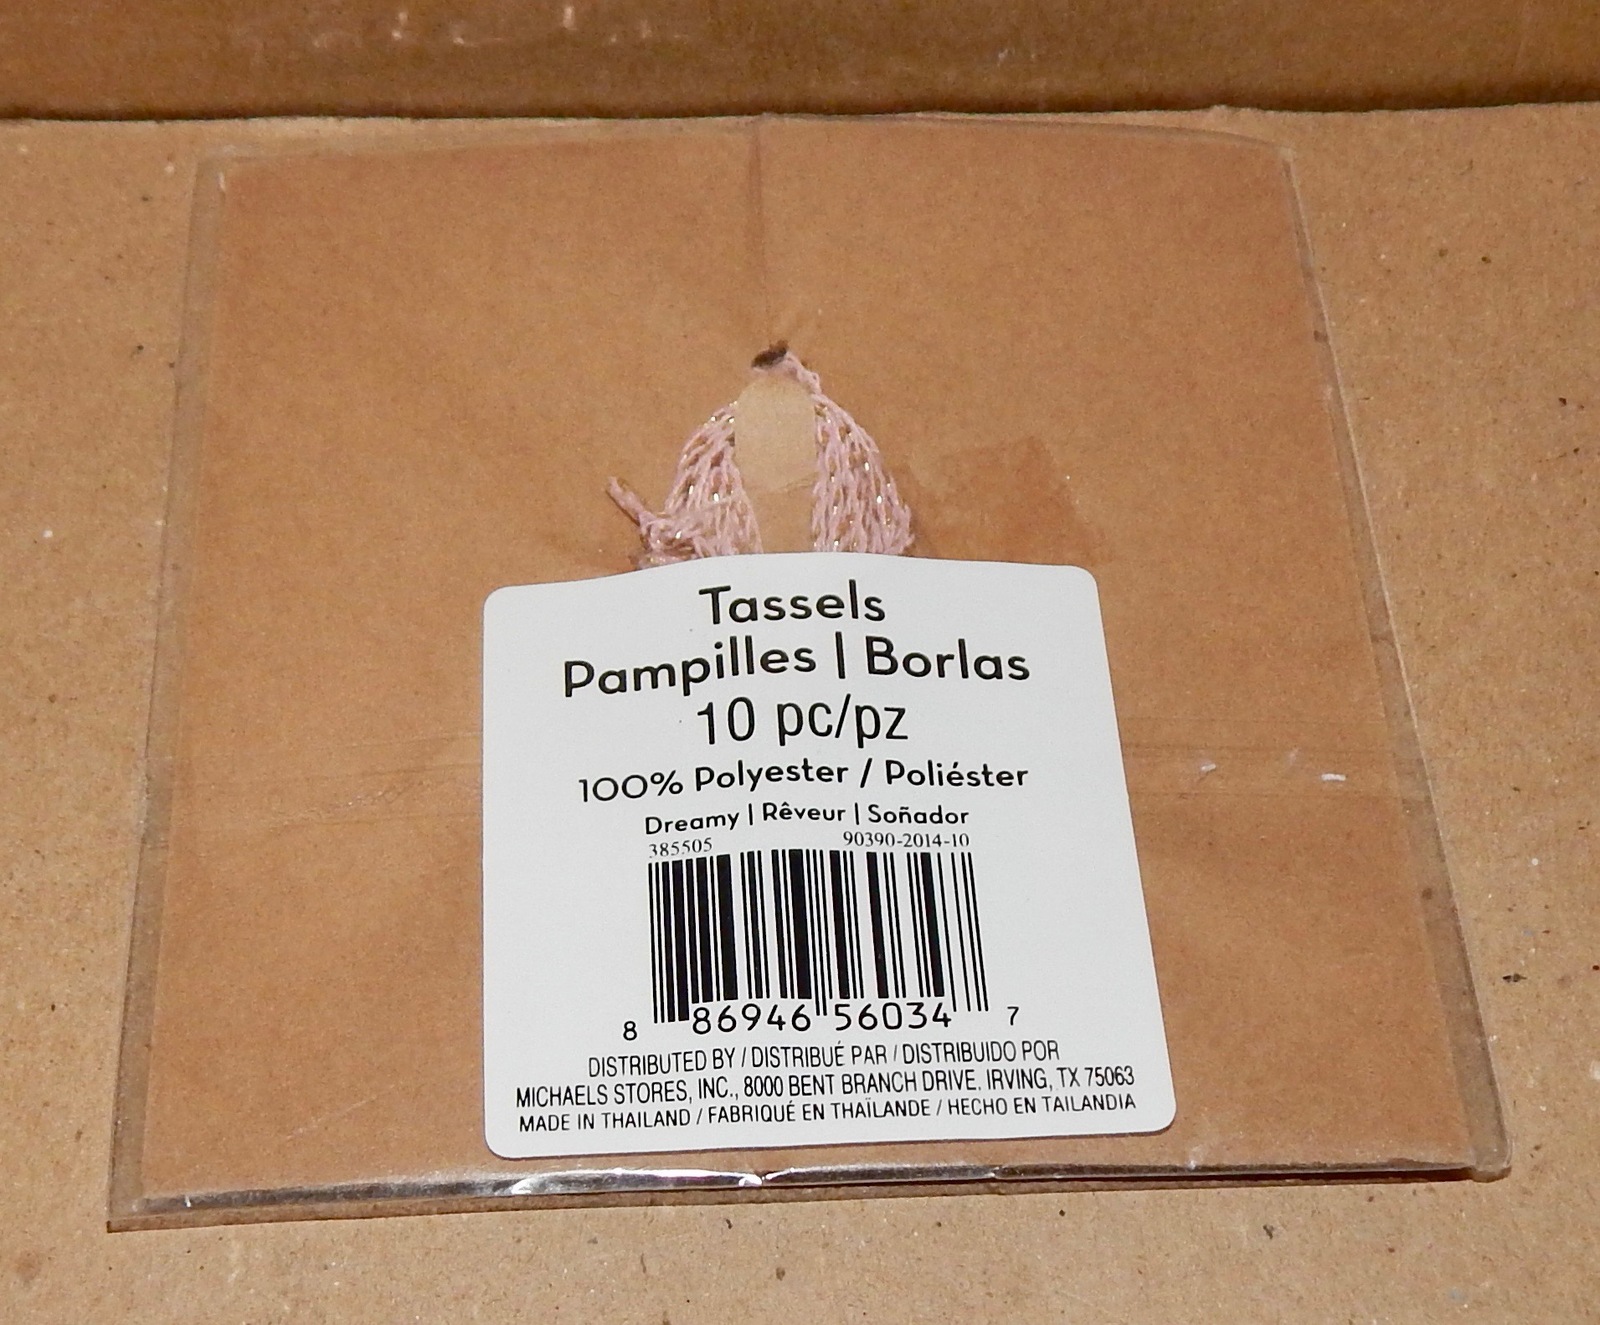 Tassels
Pampilles | Borlas
10 pc/pz
100% Polyester / Poliéster
Dreamy | Rêveur | Soñador
385505 90390-2014-10
8 86946 56034 7
DISTRIBUTED BY / DISTRIBUÉ PAR / DISTRIBUIDO POR
MICHAELS STORES, INC., 8000 BENT BRANCH DRIVE, IRVING, TX 75063
MADE IN THAILAND / FABRIQUÉ EN THAÏLANDE / HECHO EN TAILANDIA